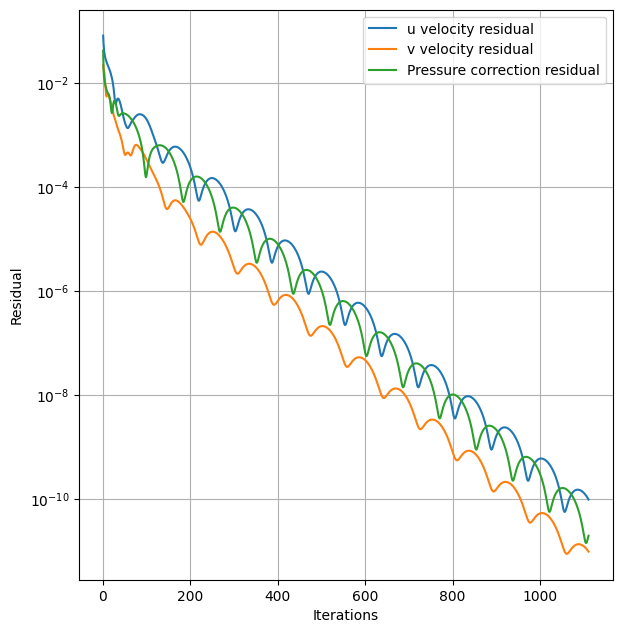 u velocity residual
v velocity residual
Pressure correction residual
10⁻²
10⁻⁴
10⁻⁶
10⁻⁸
10⁻¹⁰
Residual
0 200 400 600 800 1000
Iterations